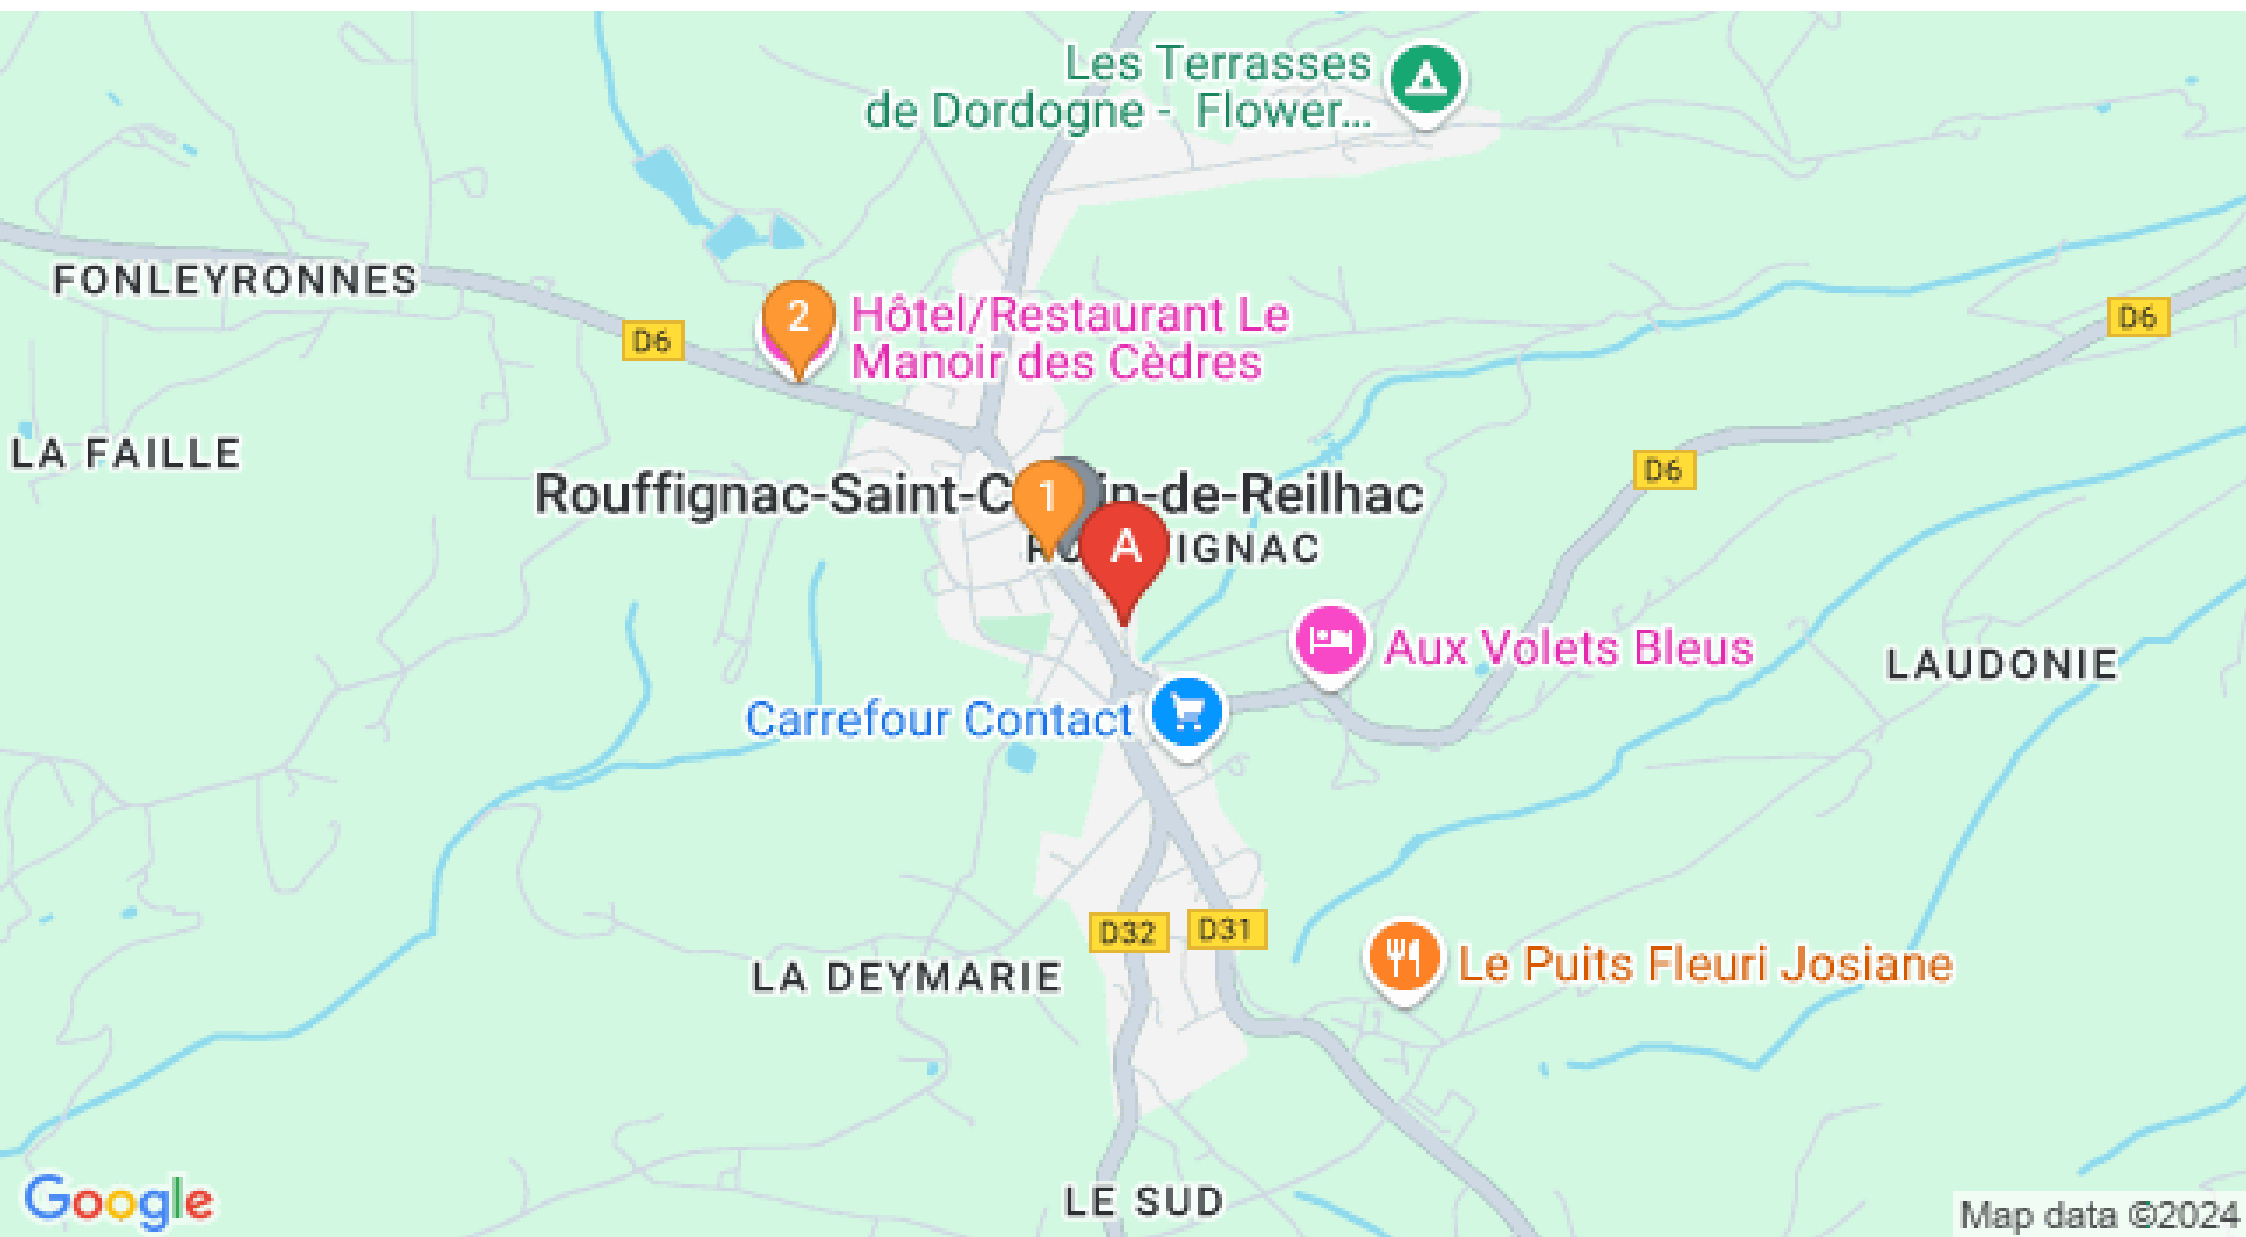 Les Terrasses
de Dordogne - Flower...
FONLEYRONNES
2
Hôtel/Restaurant Le
Manoir des Cèdres
D6
D6
LA FAILLE
D6
Rouffignac-Saint-C in-de-Reilhac
1
A
IGNAC
Aux Volets Bleus
LAUDONIE
Carrefour Contact
D32
D31
Le Puits Fleuri Josiane
LA DEYMARIE
LE SUD
Google
Map data ©2024